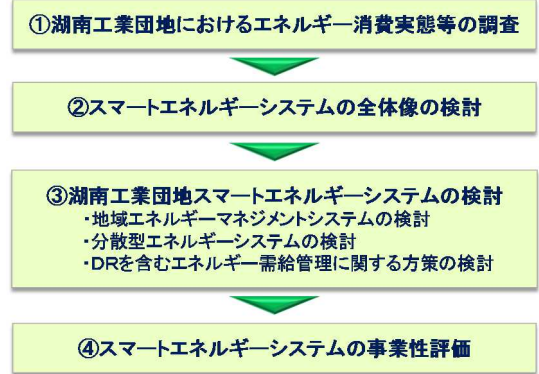 ①湖南工業団地におけるエネルギー消費実態等の調査
②スマートエネルギーシステムの全体像の検討
③湖南工業団地スマートエネルギーシステムの検討
・地域エネルギーマネジメントシステムの検討
・分散型エネルギーシステムの検討
・DRを含むエネルギー需給管理に関する方策の検討
④スマートエネルギーシステムの事業性評価